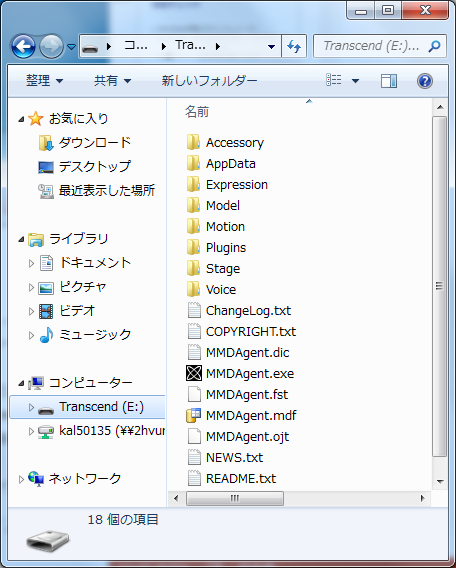 コ... Tra... Transcend (E:)...
整理 共有 新しいフォルダー
お気に入り
ダウンロード
デスクトップ
最近表示した場所
ライブラリ
ドキュメント
ピクチャ
ビデオ
ミュージック
コンピューター
Transcend (E:)
kal50135 (¥¥2hvur
ネットワーク
名前
Accessory
AppData
Expression
Model
Motion
Plugins
Stage
Voice
ChangeLog.txt
COPYRIGHT.txt
MMDAgent.dic
MMDAgent.exe
MMDAgent.fst
MMDAgent.mdf
MMDAgent.ojt
NEWS.txt
README.txt
18 個の項目